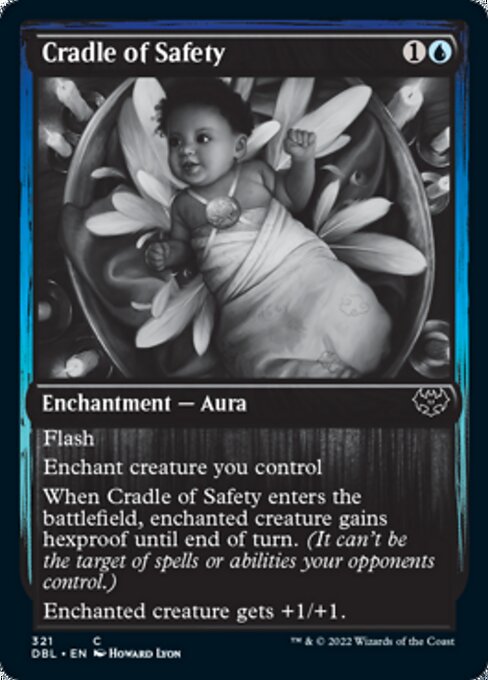 Cradle of Safety 1
Enchantment — Aura
Flash
Enchant creature you control
When Cradle of Safety enters the
battlefield, enchanted creature gains
hexproof until end of turn. (It can't be
the target of spells or abilities your opponents
control.)
Enchanted creature gets +1/+1.
321 C
DBL • EN Howard Lyon
™ & © 2022 Wizards of the Coast